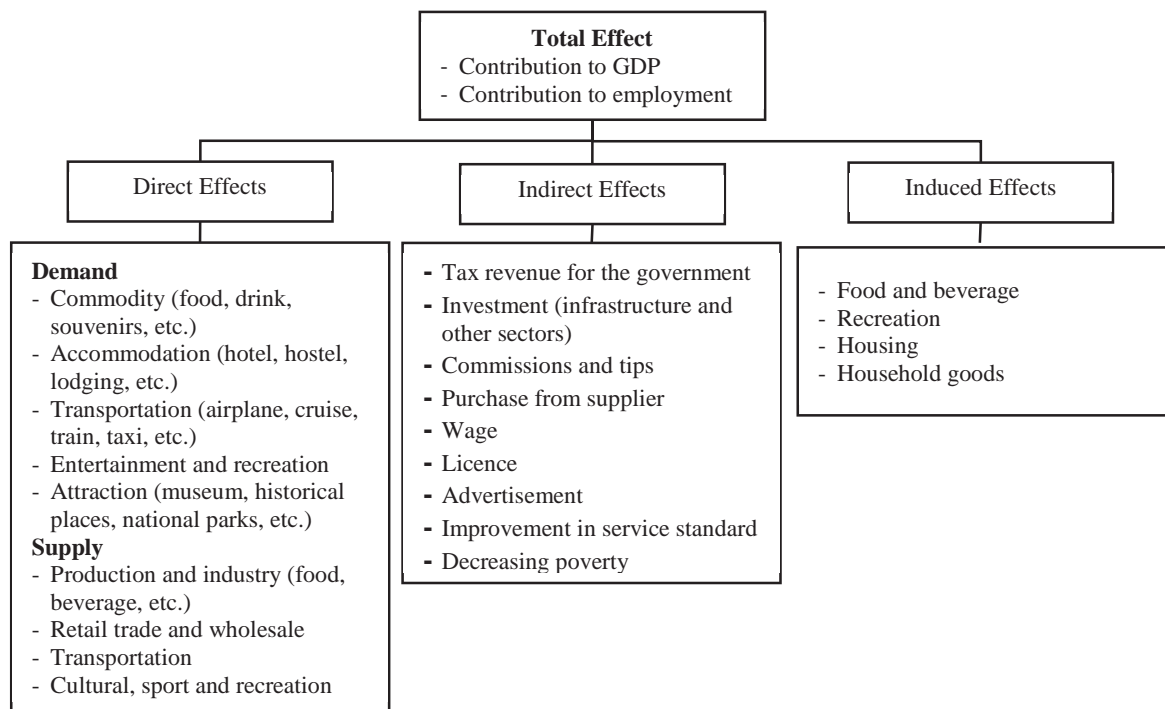 Total Effect
- Contribution to GDP
- Contribution to employment
Direct Effects
Indirect Effects
Induced Effects
Demand
- Commodity (food, drink,
souvenirs, etc.)
- Accommodation (hotel, hostel,
lodging, etc.)
- Transportation (airplane, cruise,
train, taxi, etc.)
- Entertainment and recreation
- Attraction (museum, historical
places, national parks, etc.)
Supply
- Production and industry (food,
beverage, etc.)
- Retail trade and wholesale
- Transportation
- Cultural, sport and recreation
- Tax revenue for the government
- Investment (infrastructure and
other sectors)
- Commissions and tips
- Purchase from supplier
- Wage
- Licence
- Advertisement
- Improvement in service standard
- Decreasing poverty
- Food and beverage
- Recreation
- Housing
- Household goods